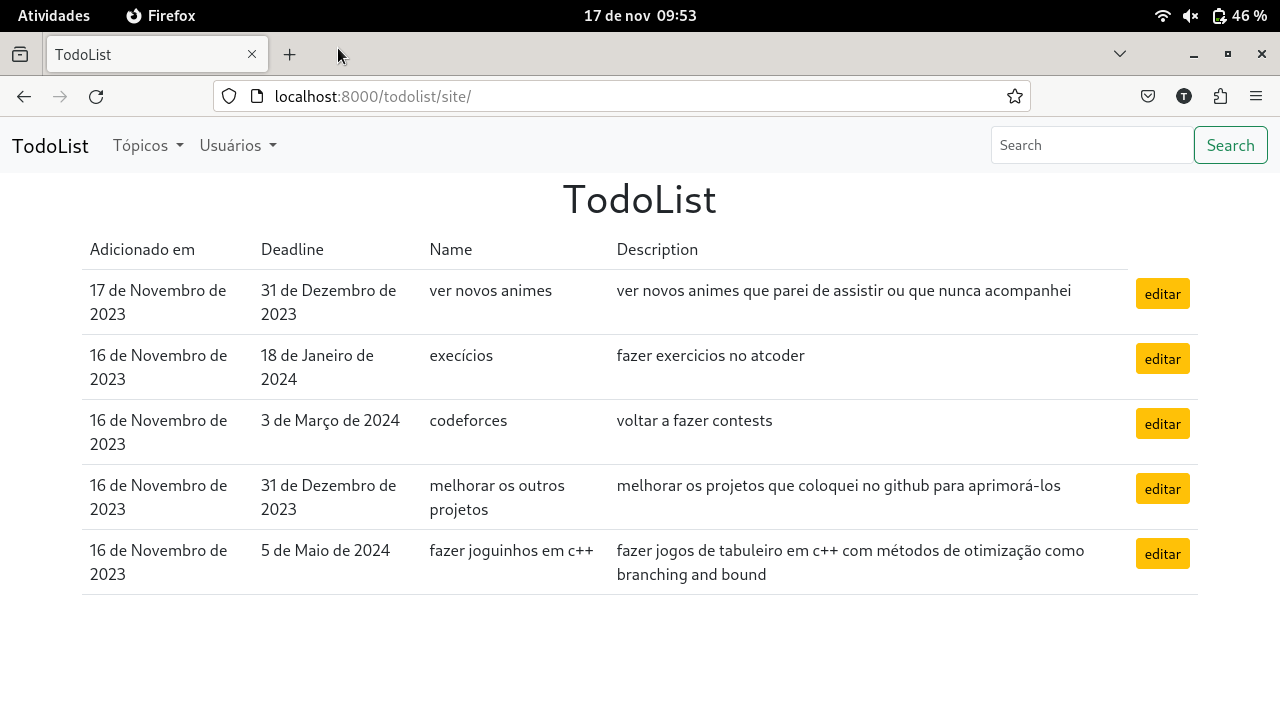 Atividades Firefox 17 de nov 09:53 46 %
TodoList
localhost:8000/todolist/site/
T
TodoList Tópicos Usuários Search Search
TodoList
Adicionado em Deadline Name Description
17 de Novembro de 31 de Dezembro de ver novos animes ver novos animes que parei de assistir ou que nunca acompanhei editar
2023 2023
16 de Novembro de 18 de Janeiro de execícios fazer exercicios no atcoder editar
2023 2024
16 de Novembro de 3 de Março de 2024 codeforces voltar a fazer contests editar
2023
16 de Novembro de 31 de Dezembro de melhorar os outros melhorar os projetos que coloquei no github para aprimorá-los editar
2023 2023 projetos
16 de Novembro de 5 de Maio de 2024 fazer joguinhos em c++ fazer jogos de tabuleiro em c++ com métodos de otimização como editar
2023 branching and bound